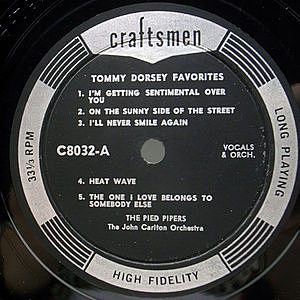 craftsmen
TOMMY DORSEY FAVORITES
1. I'M GETTING SENTIMENTAL OVER
YOU
2. ON THE SUNNY SIDE OF THE STREET
3. I'LL NEVER SMILE AGAIN
C8032-A
VOCALS
& ORCH.
33⅓ RPM
LONG PLAYING
4. HEAT WAVE
5. THE ONE I LOVE BELONGS TO
SOMEBODY ELSE
THE PIED PIPERS
The John Carlton Orchestra
HIGH FIDELITY